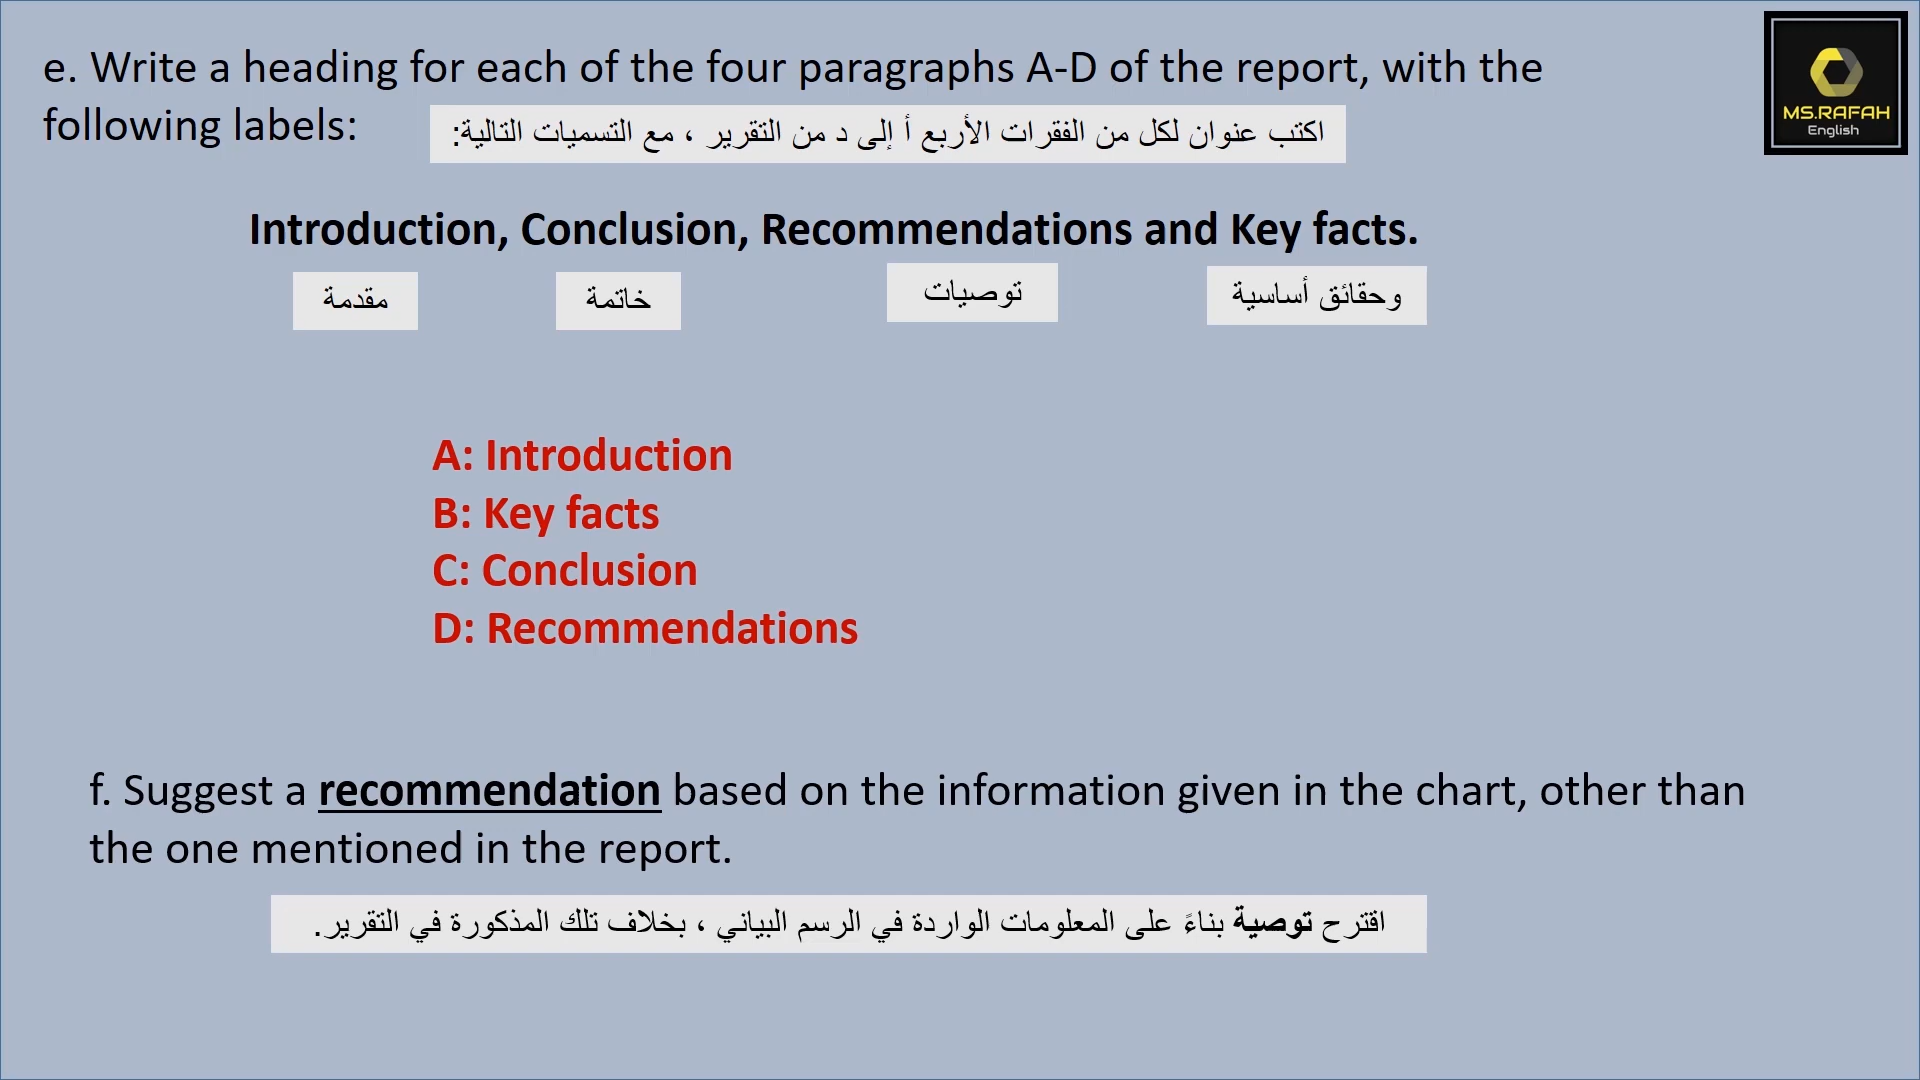 e. Write a heading for each of the four paragraphs A-D of the report, with the
following labels:
اكتب عنوان لكل من الفقرات الأربع أ إلى د من التقرير ، مع التسميات التالية:
MS.RAFAH
English
Introduction, Conclusion, Recommendations and Key facts.
مقدمة
خاتمة
توصيات
وحقائق أساسية
A: Introduction
B: Key facts
C: Conclusion
D: Recommendations
f. Suggest a recommendation based on the information given in the chart, other than
the one mentioned in the report.
اقترح توصية بناءً على المعلومات الواردة في الرسم البياني ، بخلاف تلك المذكورة في التقرير.